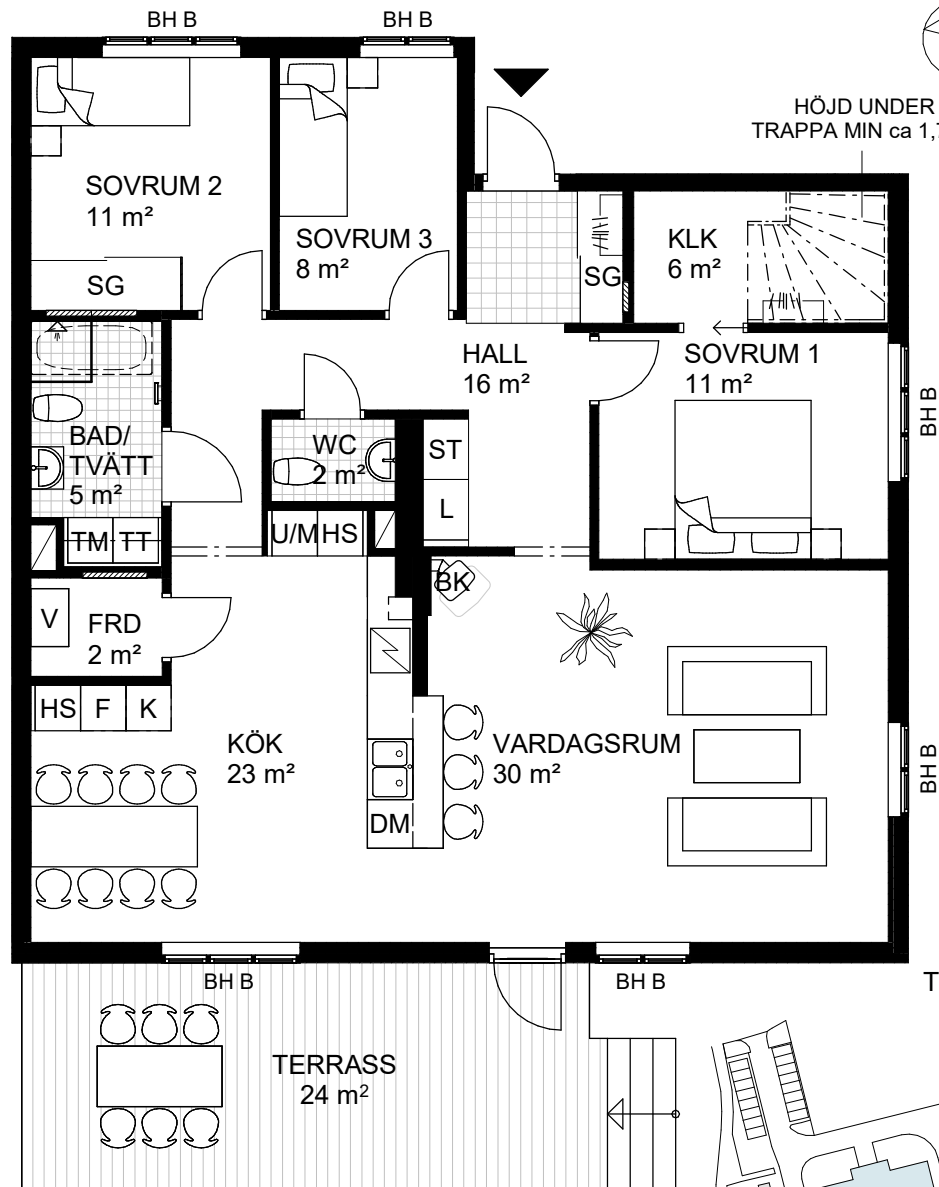 BH B
BH B
HÖJD UNDER
TRAPPA MIN ca 1,
SOVRUM 2
11 m²
SOVRUM 3
8 m²
KLK
6 m²
SG
SG
HALL
16 m²
SOVRUM 1
11 m²
BH B
BAD/
TVÄTT
5 m²
WC
2 m²
ST
L
TM
TT
U/M
HS
BK
V
FRD
2 m²
HS
F
K
KÖK
23 m²
VARDAGSRUM
30 m²
BH B
DM
BH B
BH B
T
TERRASS
24 m²